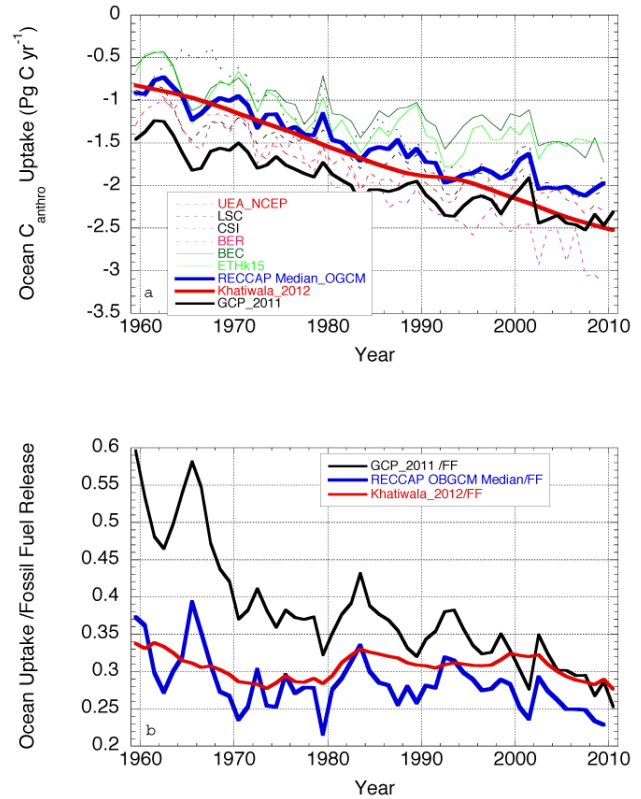 Ocean C anthro Uptake (Pg C yr-1)
0
-0.5
-1
-1.5
-2
-2.5
-3
-3.5
UEA_NCEP
LSC
CSI
BER
BEC
ETHk15
RECCAP Median_OGCM
Khatiwala_2012
GCP_2011
a
1960 1970 1980 1990 2000 2010
Year
Ocean Uptake /Fossil Fuel Release
0.6
0.55
0.5
0.45
0.4
0.35
0.3
0.25
0.2
GCP_2011 /FF
RECCAP OBGCM Median/FF
Khatiwala_2012/FF
b
1960 1970 1980 1990 2000 2010
Year